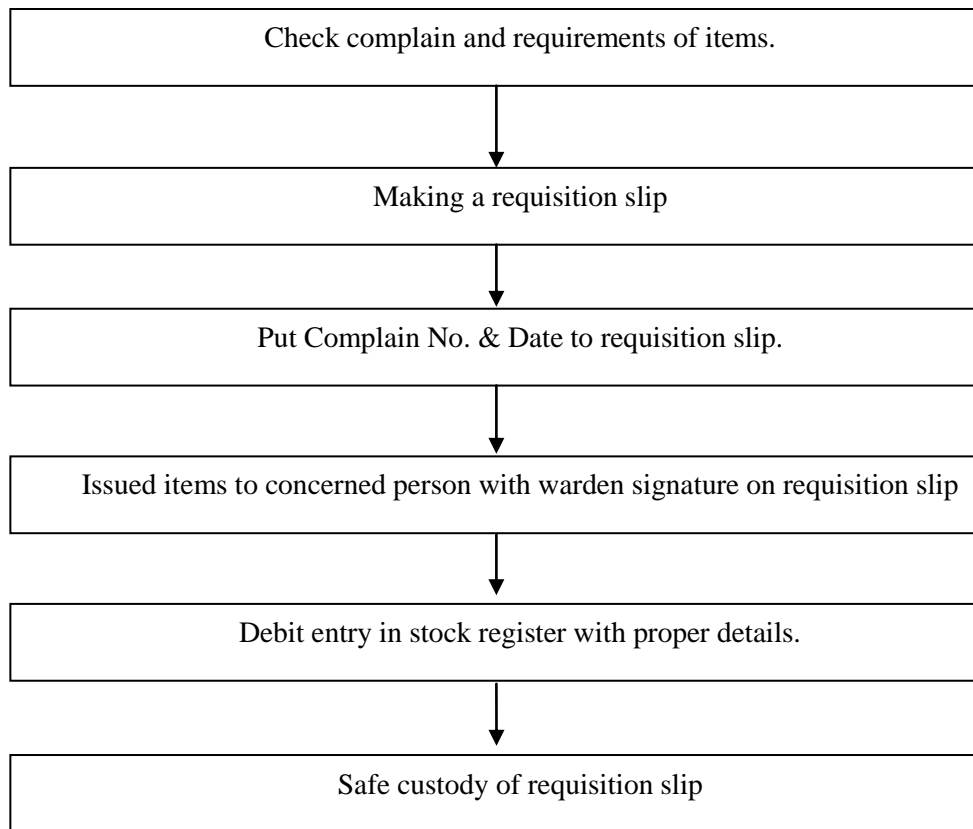 Check complain and requirements of items.
Making a requisition slip
Put Complain No. & Date to requisition slip.
Issued items to concerned person with warden signature on requisition slip
Debit entry in stock register with proper details.
Safe custody of requisition slip